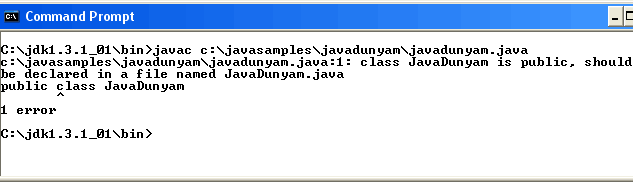 Command Prompt
C:\jdk1.3.1_01\bin>javac c:\javasamples\javadunyam\javadunyam.java
c:\javasamples\javadunyam\javadunyam.java:1: class JavaDunyam is public, should
be declared in a file named JavaDunyam.java
public class JavaDunyam
       ^
1 error
C:\jdk1.3.1_01\bin>